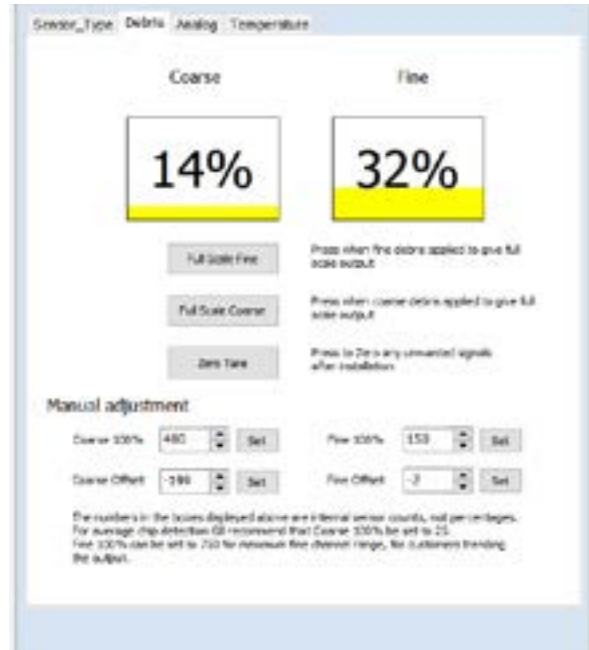 Sensor_Type Debris Analog Temperature
Coarse Fine
14% 32%
Full Scale Fine
Press when fine debris applied to give full
scale output
Full Scale Coarse
Press when coarse debris applied to give full
scale output
Zero Tare
Press to Zero any unwanted signals
after installation
Manual adjustment
Coarse 100% Set Fine 100% 150 Set
Coarse Offset Set Fine Offset -2 Set
The numbers in the boxes displayed above are internal sensor counts, not percentages.
For average chip detection recommend that Coarse 100% be set to 25.
Fine 100% can be set to 750 for maximum fine channel range, for customers trending
the output.